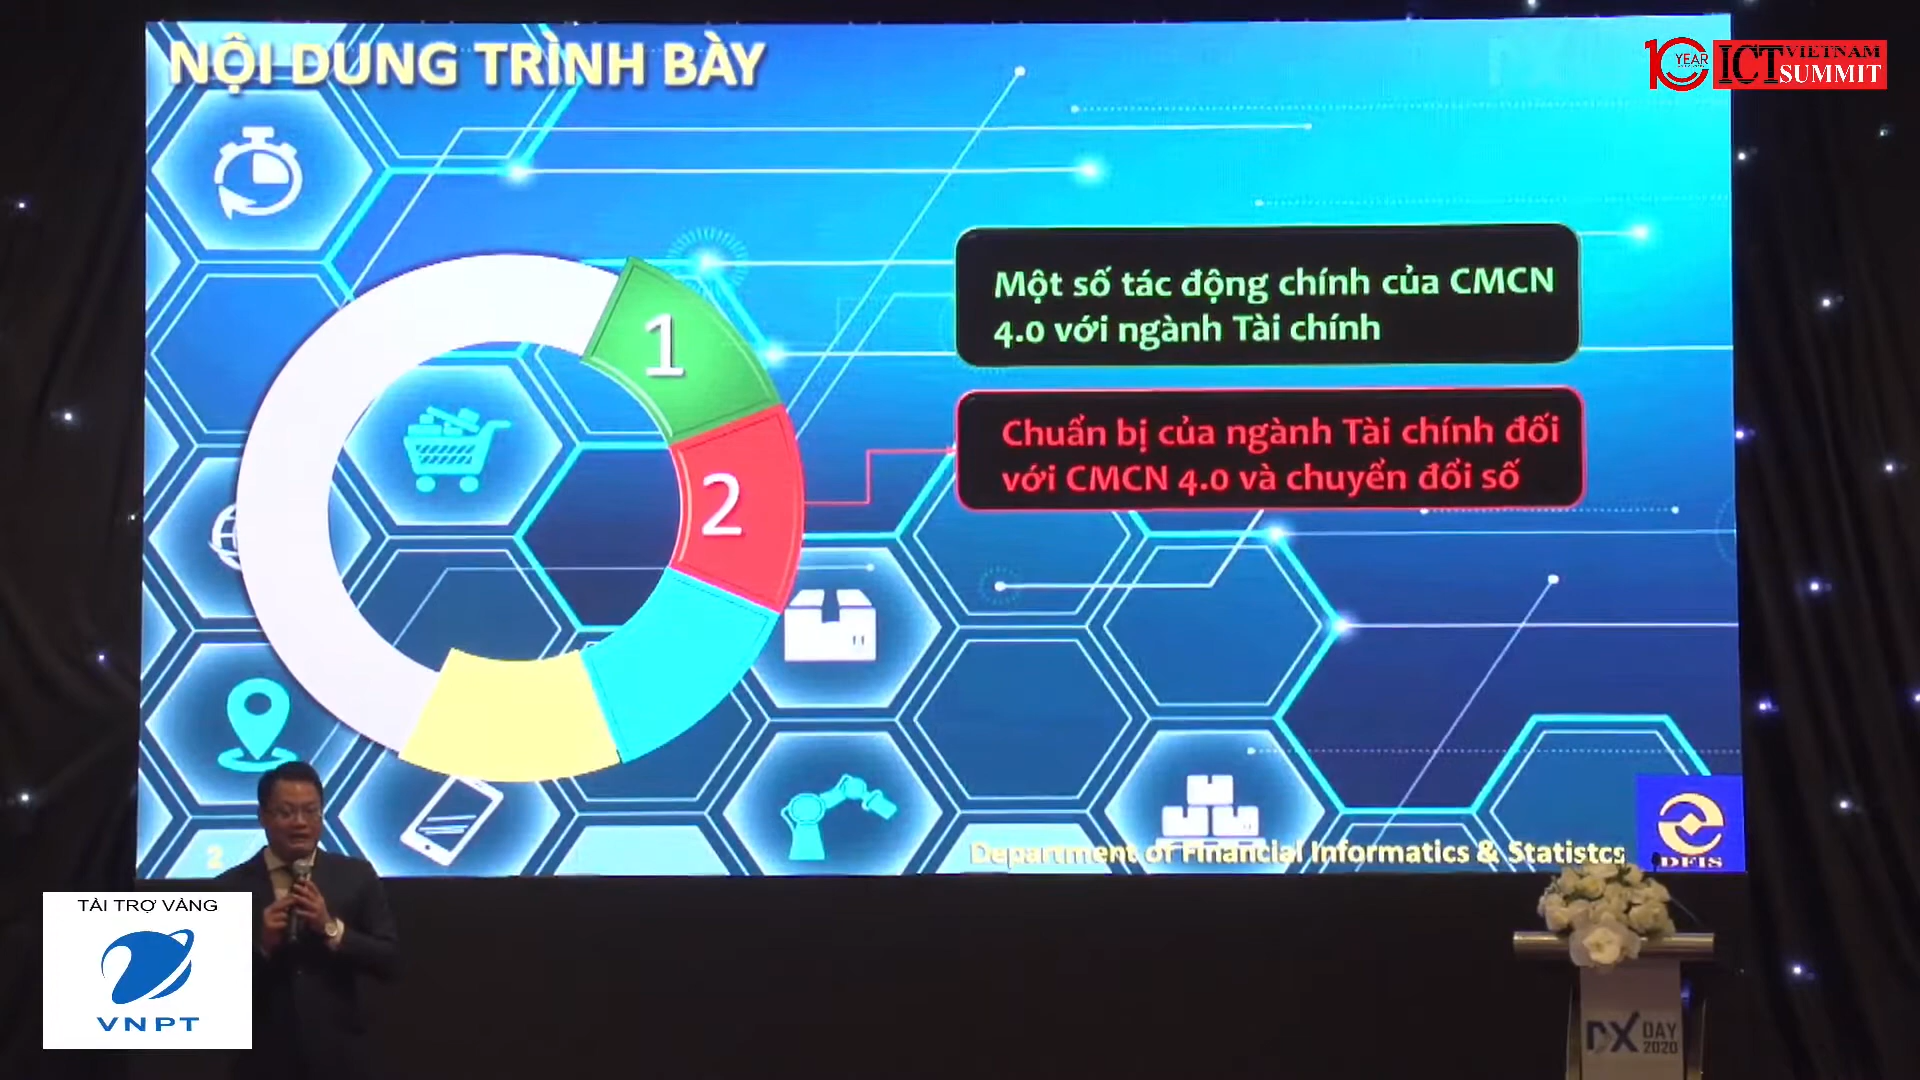 NỘI DUNG TRÌNH BÀY
10 YEAR ICT VIETNAM SUMMIT
1
Một số tác động chính của CMCN
4.0 với ngành Tài chính
2
Chuẩn bị của ngành Tài chính đối
với CMCN 4.0 và chuyển đổi số
2
Department of Financial Informatics & Statistcs
DFIS
TÀI TRỢ VÀNG
VNPT
DX DAY
2020